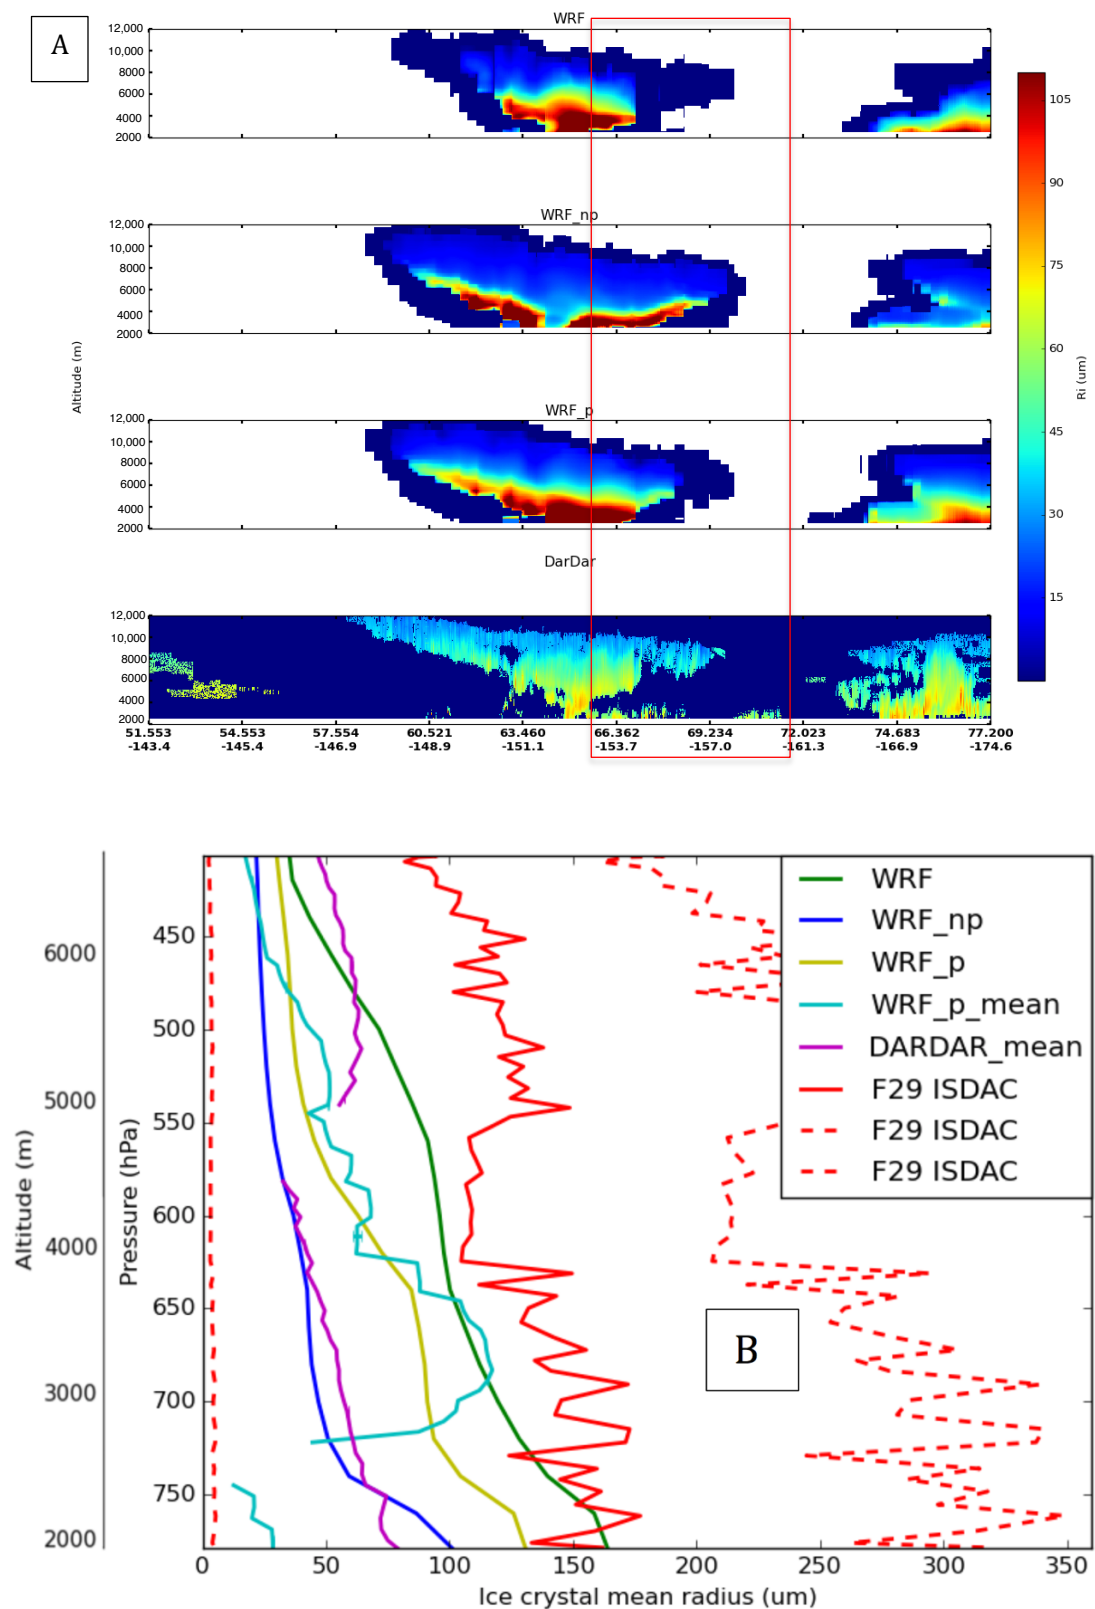 A
WRF
12,000
10,000
8000
6000
4000
2000
WRF_np
12,000
10,000
8000
6000
4000
2000
WRF_p
12,000
10,000
8000
6000
4000
2000
DarDar
12,000
10,000
8000
6000
4000
2000
Altitude (m)
51.553 54.553 57.554 60.521 63.460 66.362 69.234 72.023 74.683 77.200
-143.4 -145.4 -146.9 -148.9 -151.1 -153.7 -157.0 -161.3 -166.9 -174.6
105
90
75
60
45
30
15
Ri (um)
B
WRF
WRF_np
WRF_p
WRF_p_mean
DARDAR_mean
F29 ISDAC
F29 ISDAC
F29 ISDAC
Altitude (m)
6000
5000
4000
3000
2000
Pressure (hPa)
450
500
550
600
650
700
750
0 50 100 150 200 250 300 350
Ice crystal mean radius (um)